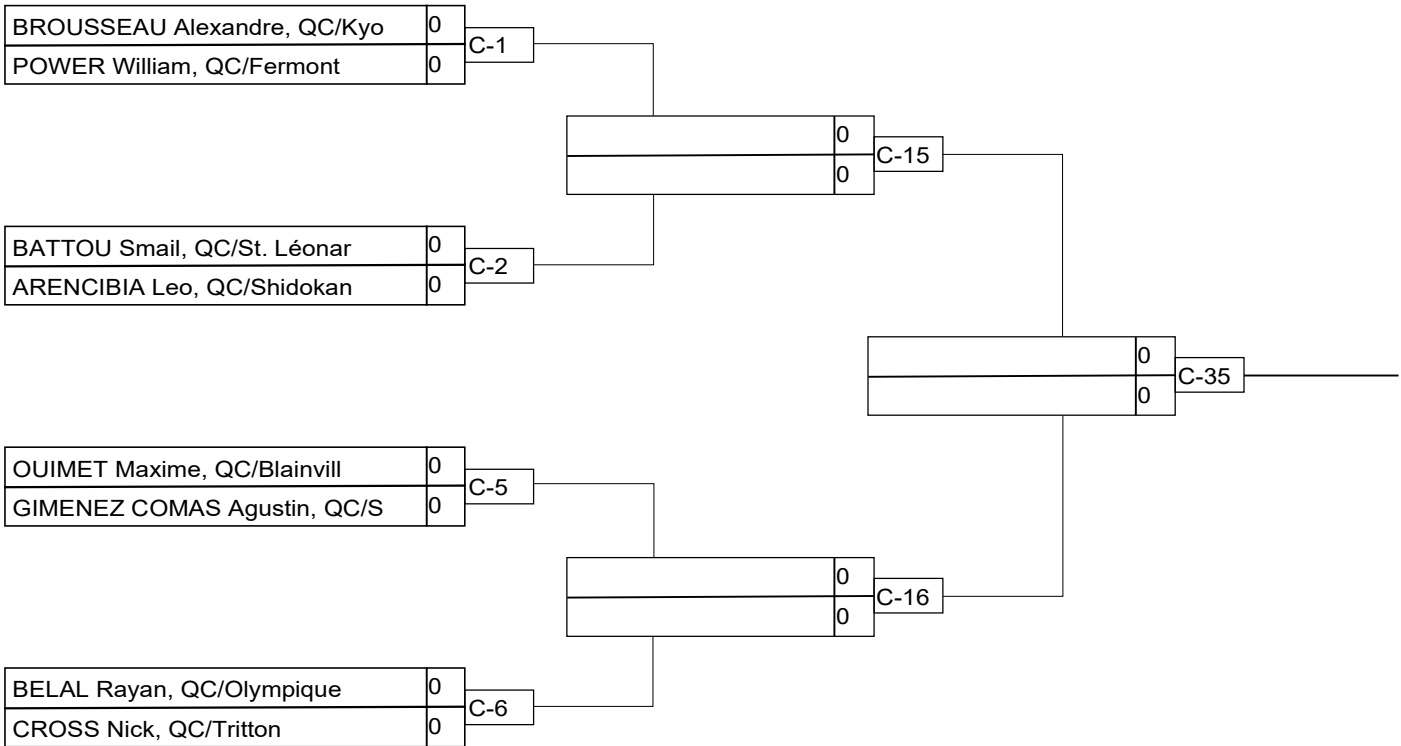 BROUSSEAU Alexandre, QC/Kyo 0
C-1
POWER William, QC/Fermont 0
0
C-15
0
BATTOU Smail, QC/St. Léonar 0
C-2
ARENCIBIA Leo, QC/Shidokan 0
0
C-35
0
OUIMET Maxime, QC/Blainvill 0
C-5
GIMENEZ COMAS Agustin, QC/S 0
0
C-16
0
BELAL Rayan, QC/Olympique 0
C-6
CROSS Nick, QC/Tritton 0